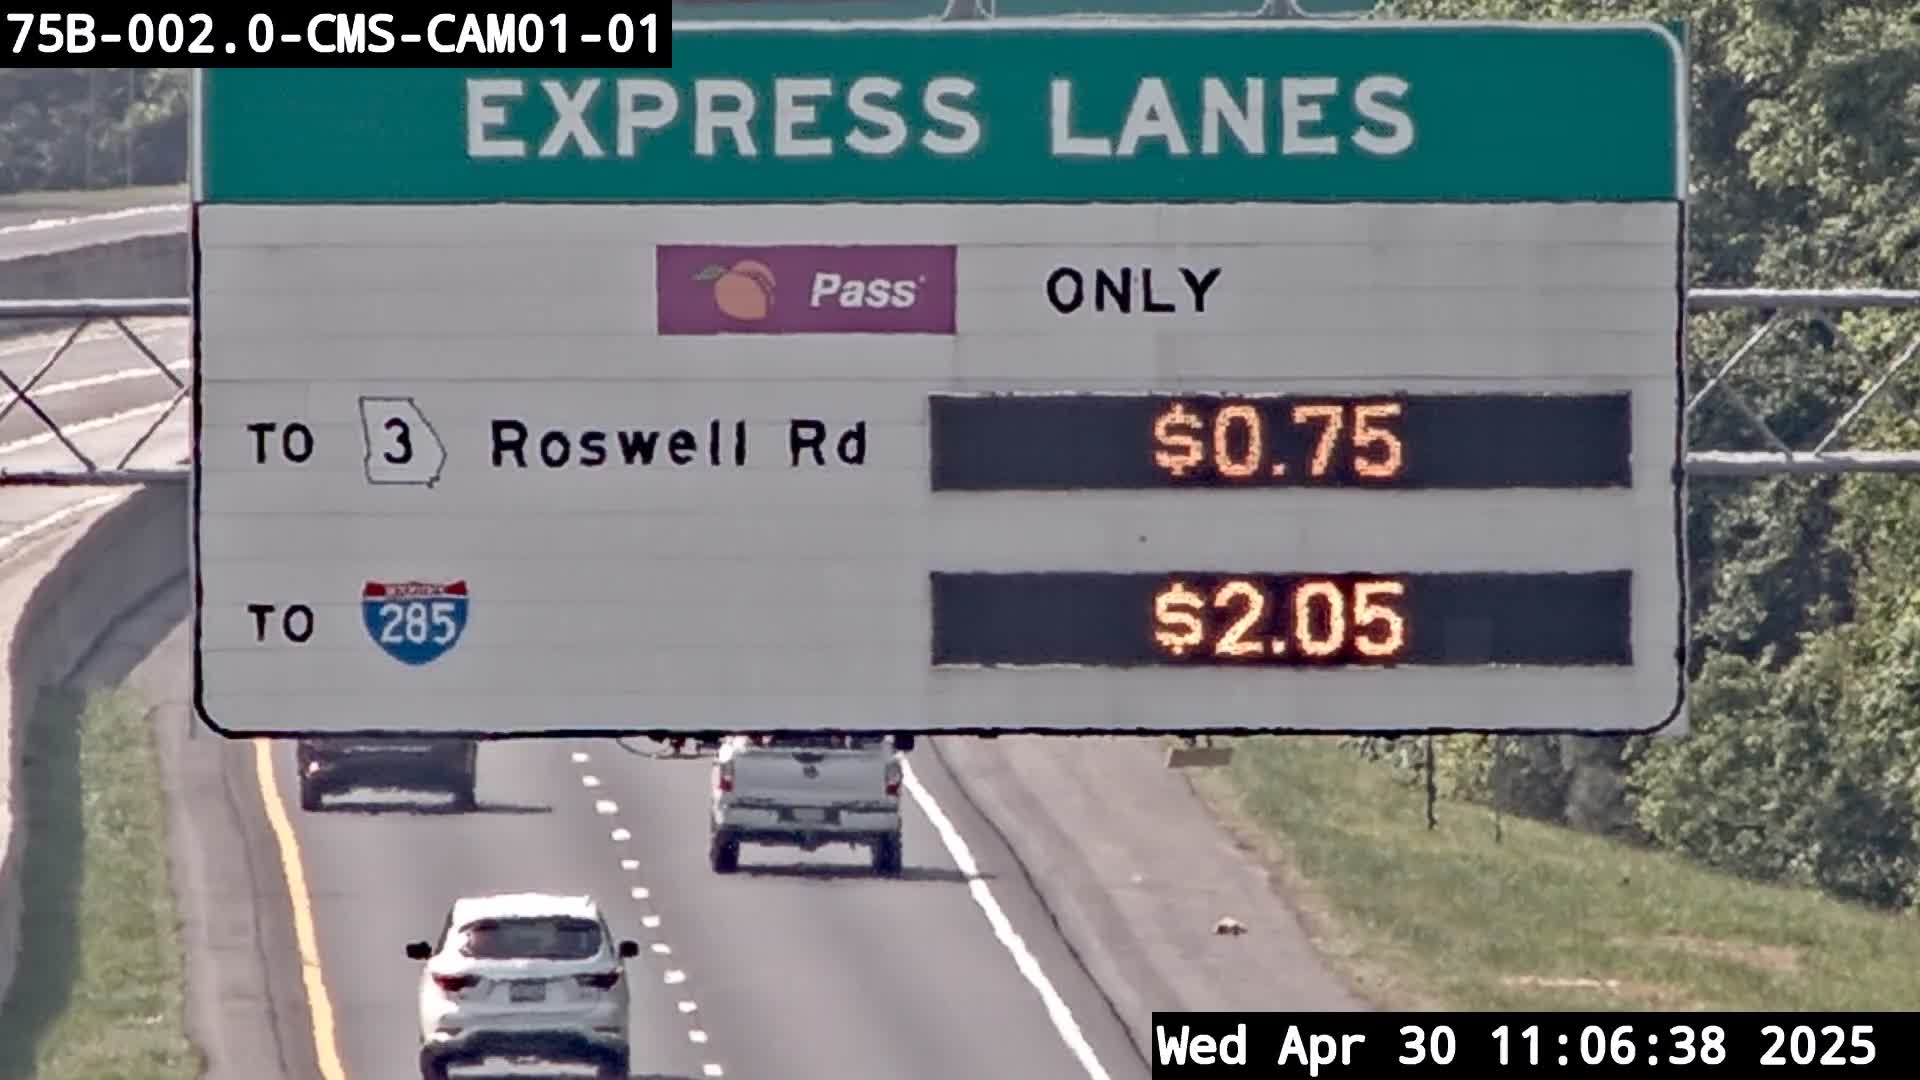 75B-002.0-CMS-CAM01-01
EXPRESS LANES
Pass ONLY
TO 3 Roswell Rd $0.75
TO 285 $2.05
Wed Apr 30 11:06:38 2025